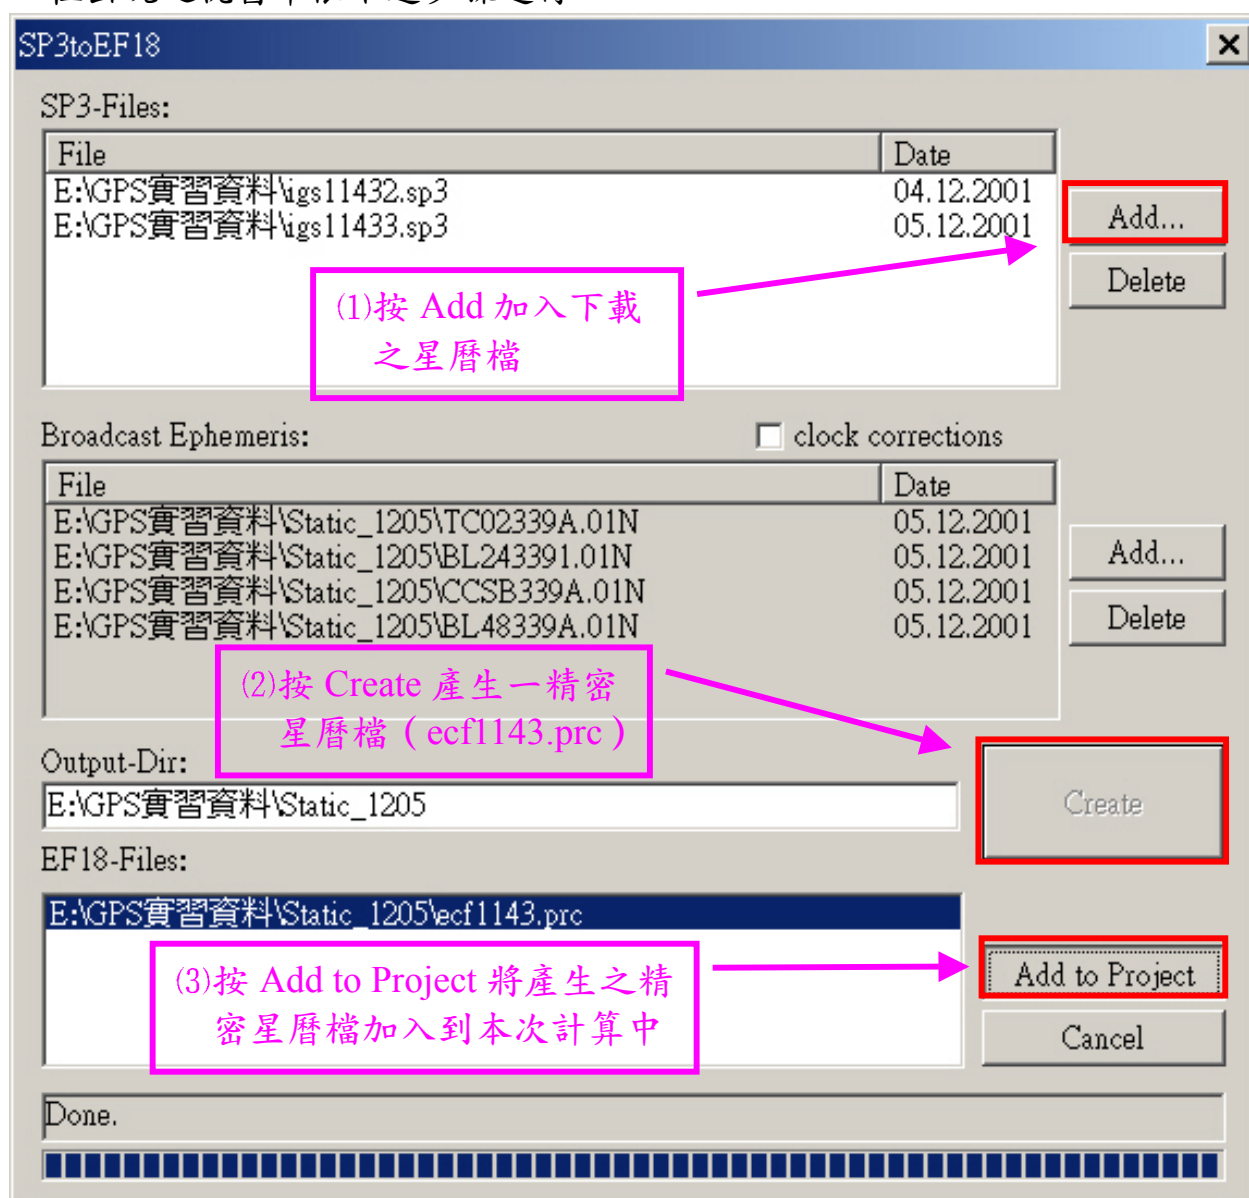 SP3toEF18
SP3-Files:
File Date
E:\GPS實習資料\igs11432.sp3 04.12.2001
E:\GPS實習資料\igs11433.sp3 05.12.2001
Add...
Delete
⑴按 Add 加入下載
之星曆檔
Broadcast Ephemeris:
clock corrections
File Date
E:\GPS實習資料\Static_1205\TC02339A.01N 05.12.2001
E:\GPS實習資料\Static_1205\BL243391.01N 05.12.2001
E:\GPS實習資料\Static_1205\CCSB339A.01N 05.12.2001
E:\GPS實習資料\Static_1205\BL48339A.01N 05.12.2001
Add...
Delete
⑵按 Create 產生一精密
星曆檔（ecf1143.prc）
Output-Dir:
E:\GPS實習資料\Static_1205
Create
EF18-Files:
E:\GPS實習資料\Static_1205\ecf1143.prc
⑶按 Add to Project 將產生之精
密星曆檔加入到本次計算中
Add to Project
Cancel
Done.